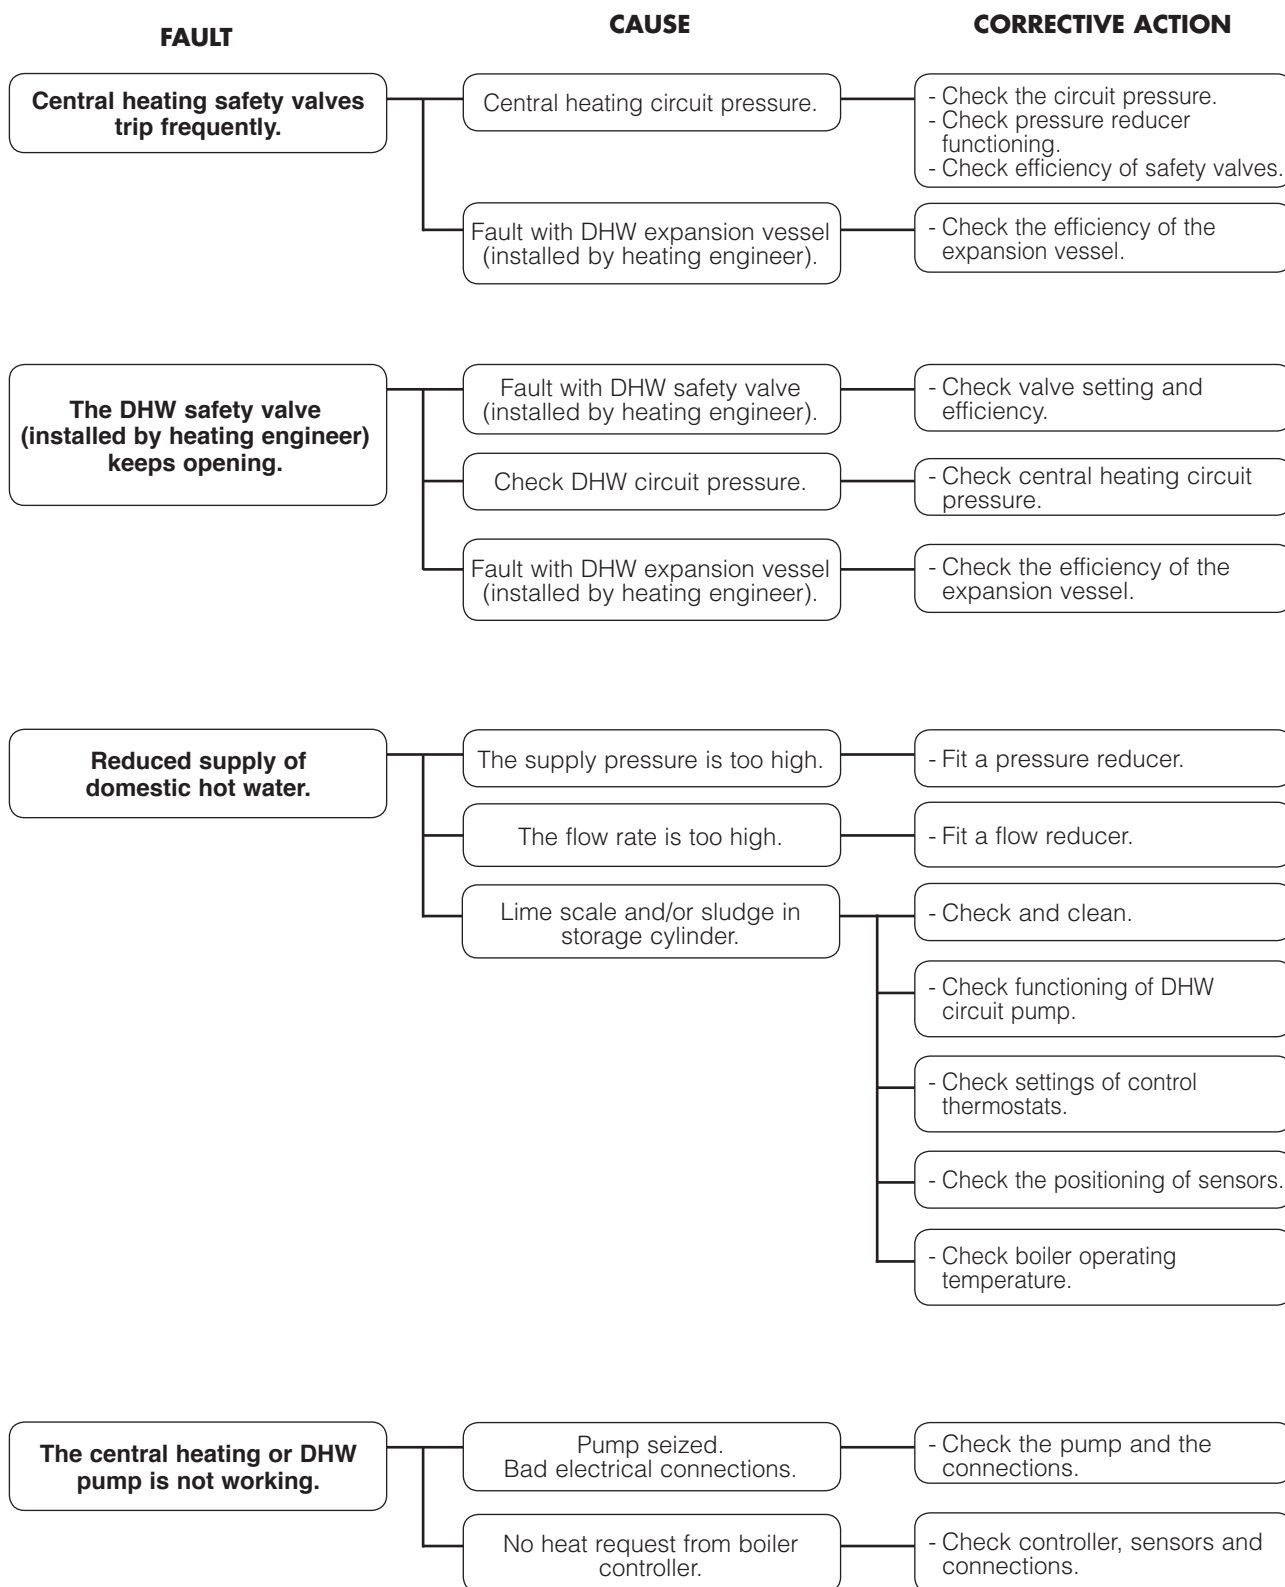 FAULT
CAUSE
CORRECTIVE ACTION
Central heating safety valves
trip frequently.
Central heating circuit pressure.
- Check the circuit pressure.
- Check pressure reducer
functioning.
- Check efficiency of safety valves.
Fault with DHW expansion vessel
(installed by heating engineer).
- Check the efficiency of the
expansion vessel.
The DHW safety valve
(installed by heating engineer)
keeps opening.
Fault with DHW safety valve
(installed by heating engineer).
- Check valve setting and
efficiency.
Check DHW circuit pressure.
- Check central heating circuit
pressure.
Fault with DHW expansion vessel
(installed by heating engineer).
- Check the efficiency of the
expansion vessel.
Reduced supply of
domestic hot water.
The supply pressure is too high.
- Fit a pressure reducer.
The flow rate is too high.
- Fit a flow reducer.
Lime scale and/or sludge in
storage cylinder.
- Check and clean.
- Check functioning of DHW
circuit pump.
- Check settings of control
thermostats.
- Check the positioning of sensors.
- Check boiler operating
temperature.
The central heating or DHW
pump is not working.
Pump seized.
Bad electrical connections.
- Check the pump and the
connections.
No heat request from boiler
controller.
- Check controller, sensors and
connections.